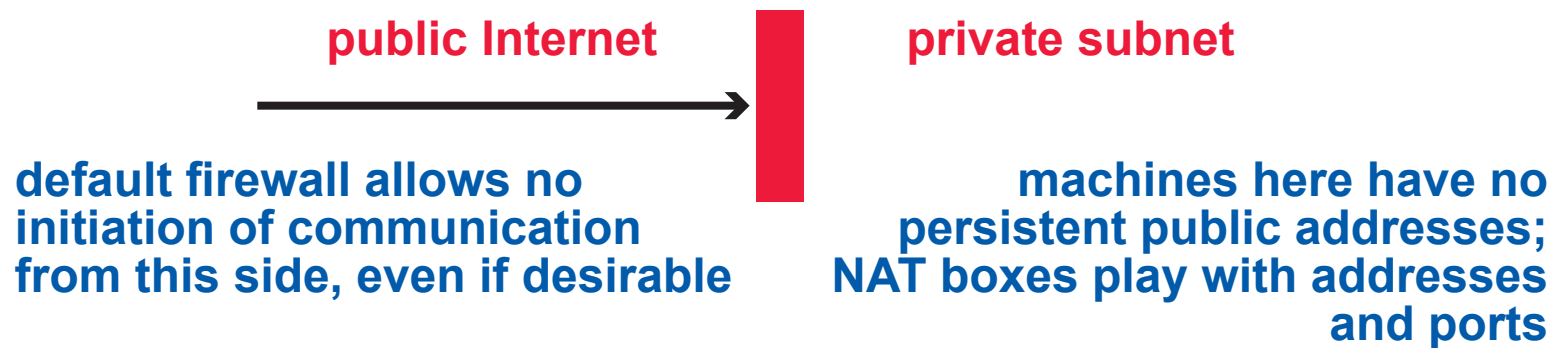 public Internet
private subnet
default firewall allows no
initiation of communication
from this side, even if desirable
machines here have no
persistent public addresses;
NAT boxes play with addresses
and ports